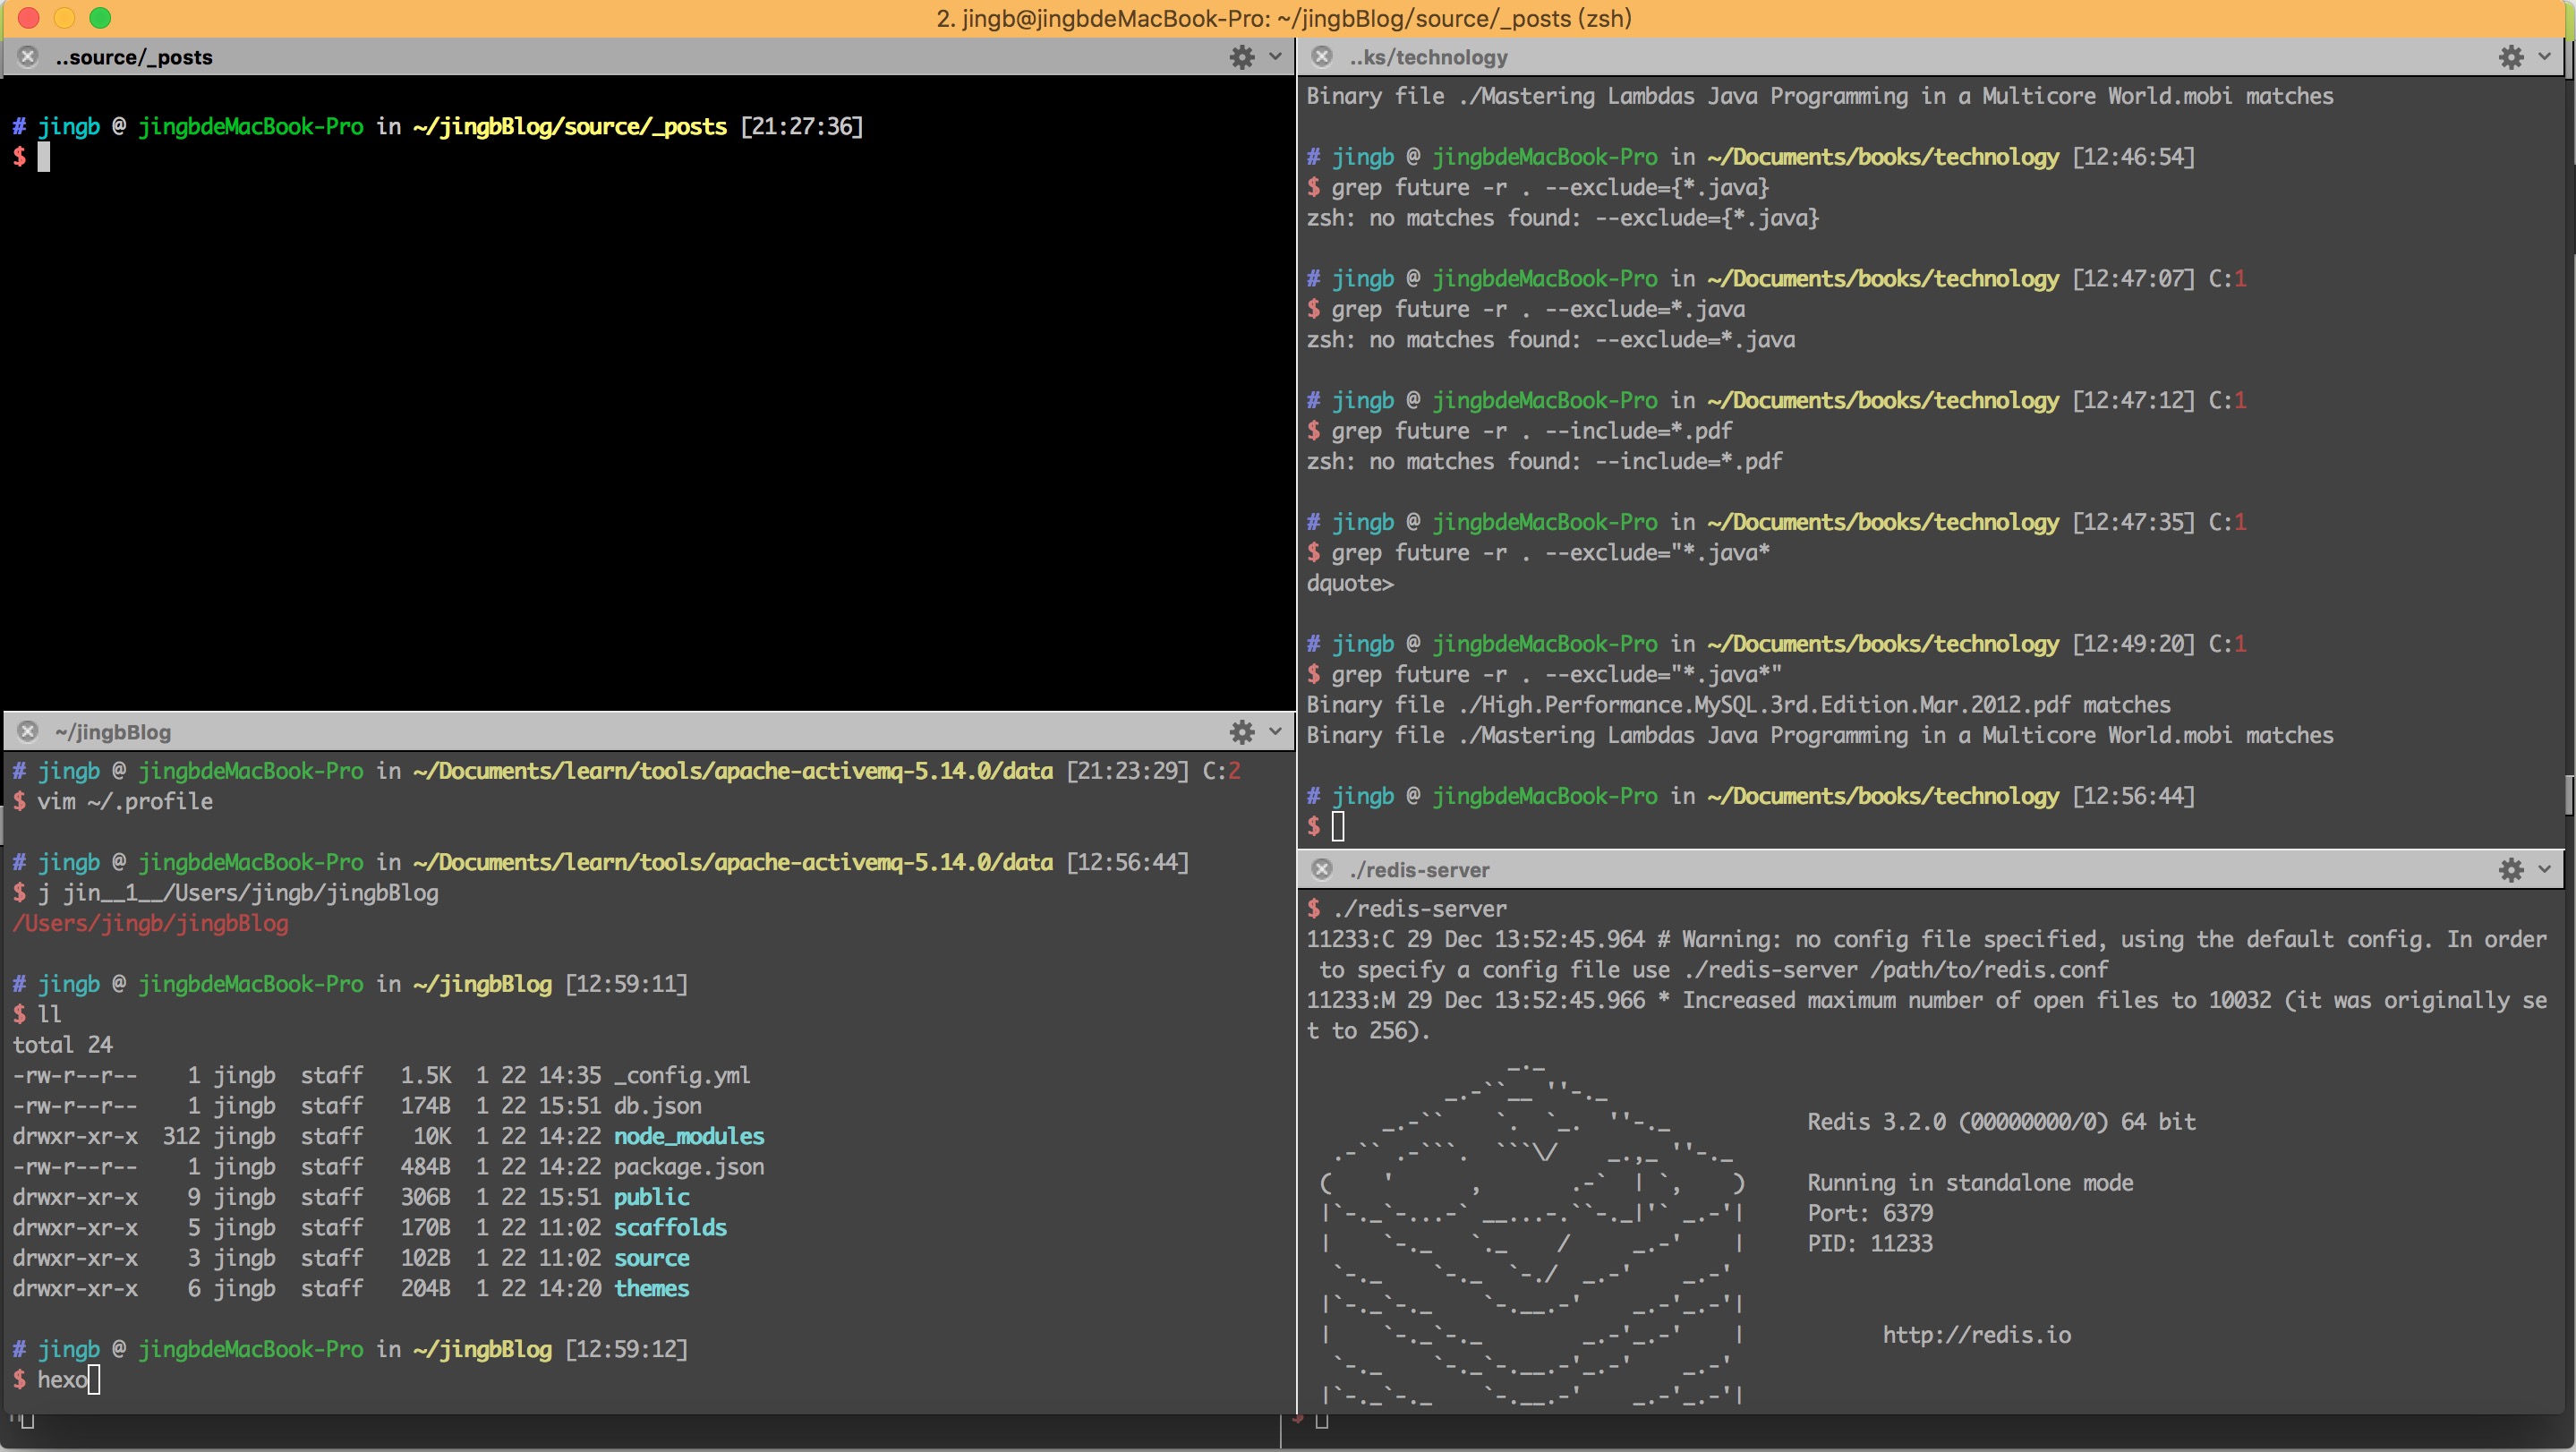 2. jingb@jingbdeMacBook-Pro: ~/jingbBlog/source/_posts (zsh)
..source/_posts
# jingb @ jingbdeMacBook-Pro in ~/jingbBlog/source/_posts [21:27:36]
$
~/jingbBlog
# jingb @ jingbdeMacBook-Pro in ~/Documents/learn/tools/apache-activemq-5.14.0/data [21:23:29] C:2
$ vim ~/.profile
# jingb @ jingbdeMacBook-Pro in ~/Documents/learn/tools/apache-activemq-5.14.0/data [12:56:44]
$ j jin__1__/Users/jingb/jingbBlog
/Users/jingb/jingbBlog
# jingb @ jingbdeMacBook-Pro in ~/jingbBlog [12:59:11]
$ ll
total 24
-rw-r--r--    1 jingb  staff   1.5K  1 22 14:35 _config.yml
-rw-r--r--    1 jingb  staff   174B  1 22 15:51 db.json
drwxr-xr-x  312 jingb  staff    10K  1 22 14:22 node_modules
-rw-r--r--    1 jingb  staff   484B  1 22 14:22 package.json
drwxr-xr-x    9 jingb  staff   306B  1 22 15:51 public
drwxr-xr-x    5 jingb  staff   170B  1 22 11:02 scaffolds
drwxr-xr-x    3 jingb  staff   102B  1 22 11:02 source
drwxr-xr-x    6 jingb  staff   204B  1 22 14:20 themes
# jingb @ jingbdeMacBook-Pro in ~/jingbBlog [12:59:12]
$ hexo
..ks/technology
Binary file ./Mastering Lambdas Java Programming in a Multicore World.mobi matches
# jingb @ jingbdeMacBook-Pro in ~/Documents/books/technology [12:46:54]
$ grep future -r . --exclude={*.java}
zsh: no matches found: --exclude={*.java}
# jingb @ jingbdeMacBook-Pro in ~/Documents/books/technology [12:47:07] C:1
$ grep future -r . --exclude=*.java
zsh: no matches found: --exclude=*.java
# jingb @ jingbdeMacBook-Pro in ~/Documents/books/technology [12:47:12] C:1
$ grep future -r . --include=*.pdf
zsh: no matches found: --include=*.pdf
# jingb @ jingbdeMacBook-Pro in ~/Documents/books/technology [12:47:35] C:1
$ grep future -r . --exclude="*.java*
dquote>
# jingb @ jingbdeMacBook-Pro in ~/Documents/books/technology [12:49:20] C:1
$ grep future -r . --exclude="*.java*"
Binary file ./High.Performance.MySQL.3rd.Edition.Mar.2012.pdf matches
Binary file ./Mastering Lambdas Java Programming in a Multicore World.mobi matches
# jingb @ jingbdeMacBook-Pro in ~/Documents/books/technology [12:56:44]
$
./redis-server
$ ./redis-server
11233:C 29 Dec 13:52:45.964 # Warning: no config file specified, using the default config. In order
 to specify a config file use ./redis-server /path/to/redis.conf
11233:M 29 Dec 13:52:45.966 * Increased maximum number of open files to 10032 (it was originally se
t to 256).
Redis 3.2.0 (00000000/0) 64 bit
Running in standalone mode
Port: 6379
PID: 11233
http://redis.io